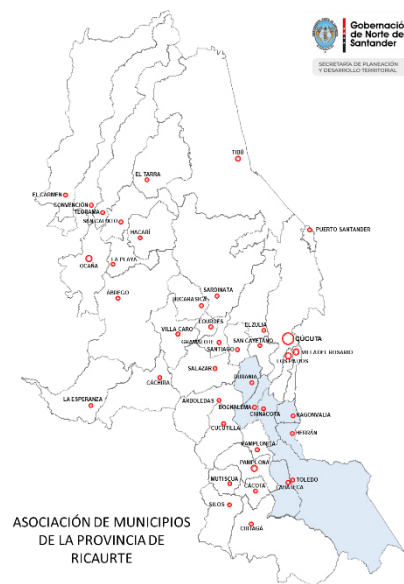 Gobernación
de Norte de
Santander
SECRETARÍA DE PLANEACIÓN
Y DESARROLLO TERRITORIAL
TIBÚ
EL TARRA
EL CARMEN
CONVENCIÓN
TEORAMA
SAN CALIXTO
PUERTO SANTANDER
HACARÍ
OCAÑA
LA PLAYA
ÁBREGO
SARDINATA
BUCARASICA
LOURDES
EL ZULIA
VILLA CARO
CÚCUTA
GRAMALOTE
SAN CAYETANO
SANTIAGO
VILLA DEL ROSARIO
LOS PATIOS
SALAZAR
CÁCHIRA
DURANIA
LA ESPERANZA
ARBOLEDAS
BOCHALEMA
CHINÁCOTA
RAGONVALIA
CUCUTILLA
HERRÁN
PAMPLONITA
PAMPLONA
MUTISCUA
TOLEDO
LABATECA
CÁCOTA
SILOS
CHITAGÁ
ASOCIACIÓN DE MUNICIPIOS
DE LA PROVINCIA DE
RICAURTE